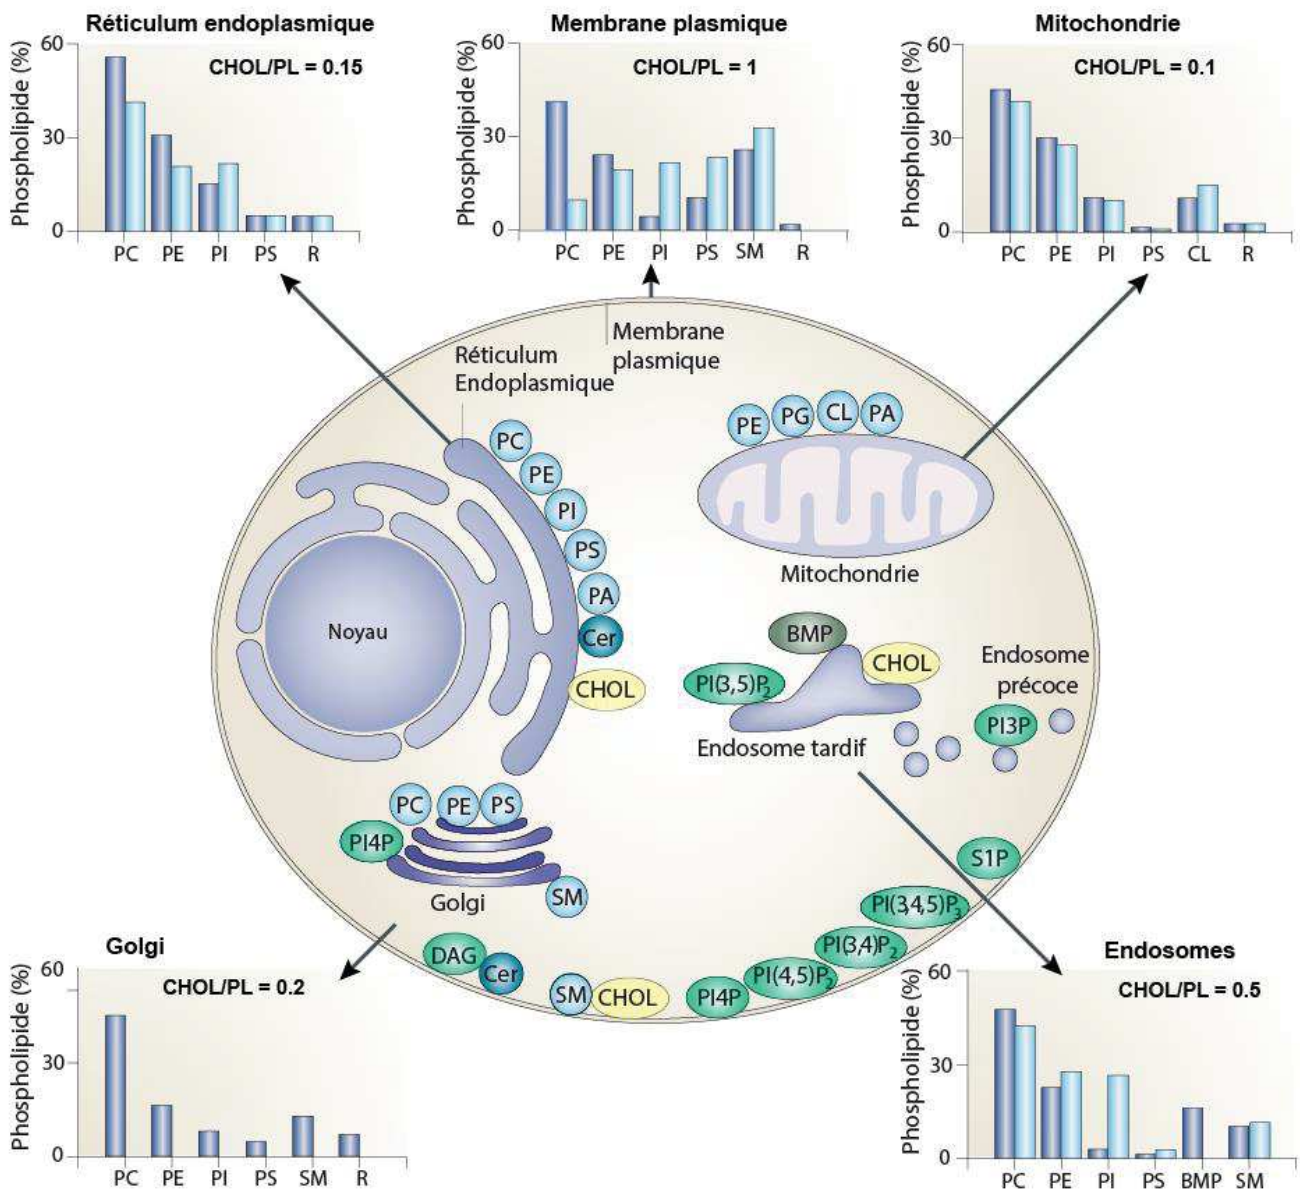 Réticulum endoplasmique
Phospholipide (%)
60
30
0
CHOL/PL = 0.15
PC PE PI PS R
Membrane plasmique
Phospholipide (%)
60
30
0
CHOL/PL = 1
PC PE PI PS SM R
Mitochondrie
Phospholipide (%)
60
30
0
CHOL/PL = 0.1
PC PE PI PS CL R
Membrane
plasmique
Réticulum
Endoplasmique
PC
PE
PI
PS
PA
Cer
CHOL
PE
PG
CL
PA
Mitochondrie
Noyau
BMP
CHOL
PI(3,5)P2
Endosome tardif
Endosome
précoce
PI3P
PC
PE
PS
PI4P
SM
Golgi
DAG
Cer
SM
CHOL
PI4P
PI(4,5)P2
PI(3,4)P2
PI(3,4,5)P3
S1P
Golgi
Phospholipide (%)
60
30
0
CHOL/PL = 0.2
PC PE PI PS SM R
Endosomes
Phospholipide (%)
60
30
0
CHOL/PL = 0.5
PC PE PI PS BMP SM